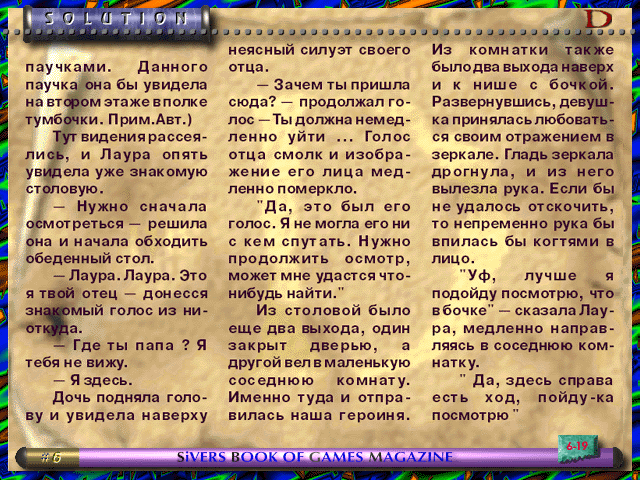 SOLUTION
D
паучками. Данного
паучка она бы увидела
на втором этаже в полке
тумбочки. Прим.Авт.)
Тут видения рассея-
лись, и Лаура опять
увидела уже знакомую
столовую.
— Нужно сначала
осмотреться — решила
она и начала обходить
обеденный стол.
— Лаура. Лаура. Это
я твой отец — донесся
знакомый голос из ни-
откуда.
— Где ты папа ? Я
тебя не вижу.
— Я здесь.
Дочь подняла голо-
ву и увидела наверху
неясный силуэт своего
отца.
— Зачем ты пришла
сюда? — продолжал го-
лос — Ты должна немед-
ленно уйти ... Голос
отца смолк и изобра-
жение его лица мед-
ленно померкло.
"Да, это был его
голос. Я не могла его ни
с кем спутать. Нужно
продолжить осмотр,
может мне удастся что-
нибудь найти."
Из столовой было
еще два выхода, один
закрыт дверью, а
другой вел в маленькую
соседнюю комнату.
Именно туда и отпра-
вилась наша героиня.
Из комнатки также
было два выхода наверх
и к нише с бочкой.
Развернувшись, девуш-
ка принялась любовать-
ся своим отражением в
зеркале. Гладь зеркала
дрогнула, и из него
вылезла рука. Если бы
не удалось отскочить,
то непременно рука бы
впилась бы когтями в
лицо.
"Уф, лучше я
подойду посмотрю, что
в бочке" — сказала Лау-
ра, медленно направ-
ляясь в соседнюю ком-
натку.
" Да, здесь справа
есть ход, пойду-ка
посмотрю "
#6
SiVERS BOOK OF GAMES MAGAZINE
6-19